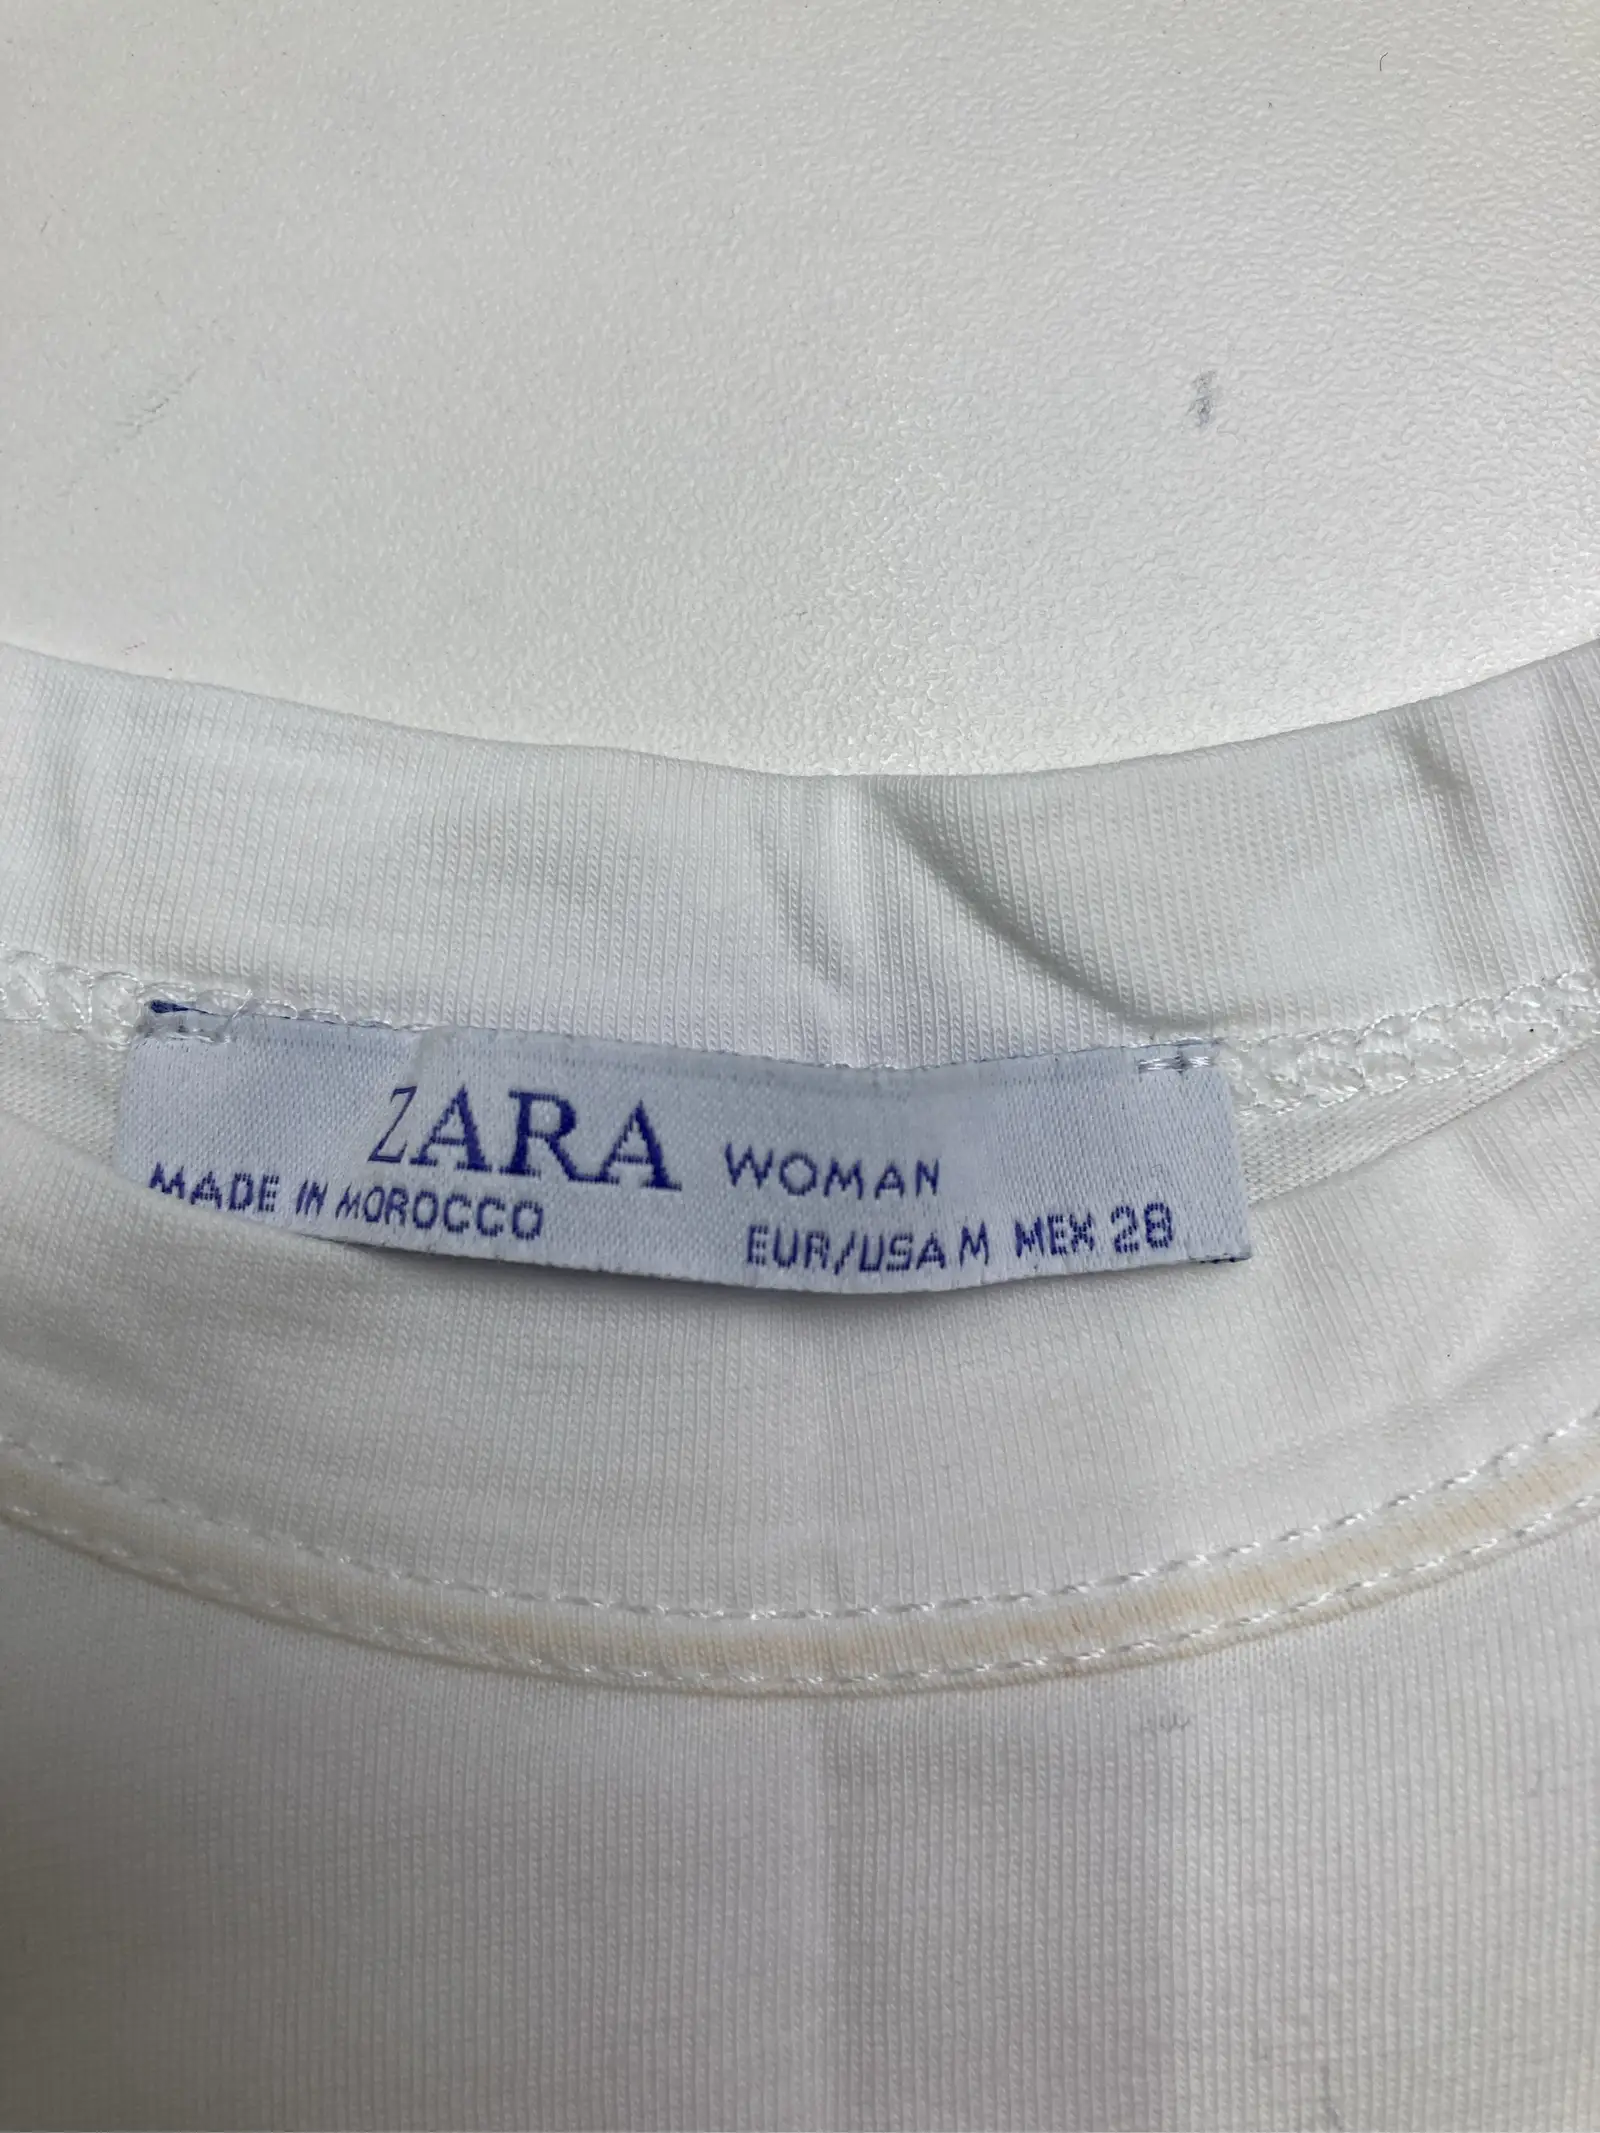 ZARA WOMAN
MADE IN MOROCCO
EUR/USA M MEX 28